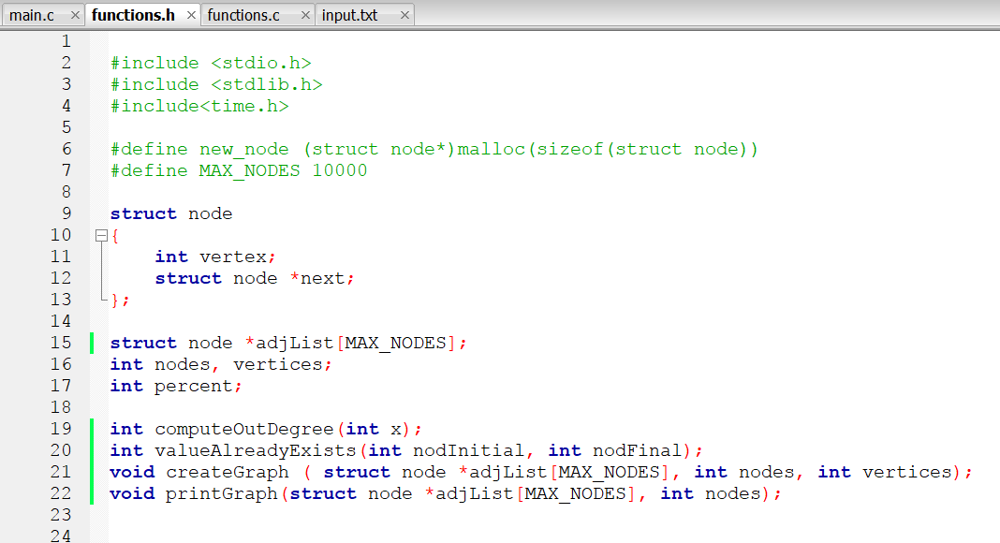 main.c × functions.h × functions.c × input.txt ×
1
2 #include <stdio.h>
3 #include <stdlib.h>
4 #include<time.h>
5
6 #define new_node (struct node*)malloc(sizeof(struct node))
7 #define MAX_NODES 10000
8
9 struct node
10 {
11     int vertex;
12     struct node *next;
13 };
14
15 struct node *adjList[MAX_NODES];
16 int nodes, vertices;
17 int percent;
18
19 int computeOutDegree(int x);
20 int valueAlreadyExists(int nodInitial, int nodFinal);
21 void createGraph ( struct node *adjList[MAX_NODES], int nodes, int vertices);
22 void printGraph(struct node *adjList[MAX_NODES], int nodes);
23
24